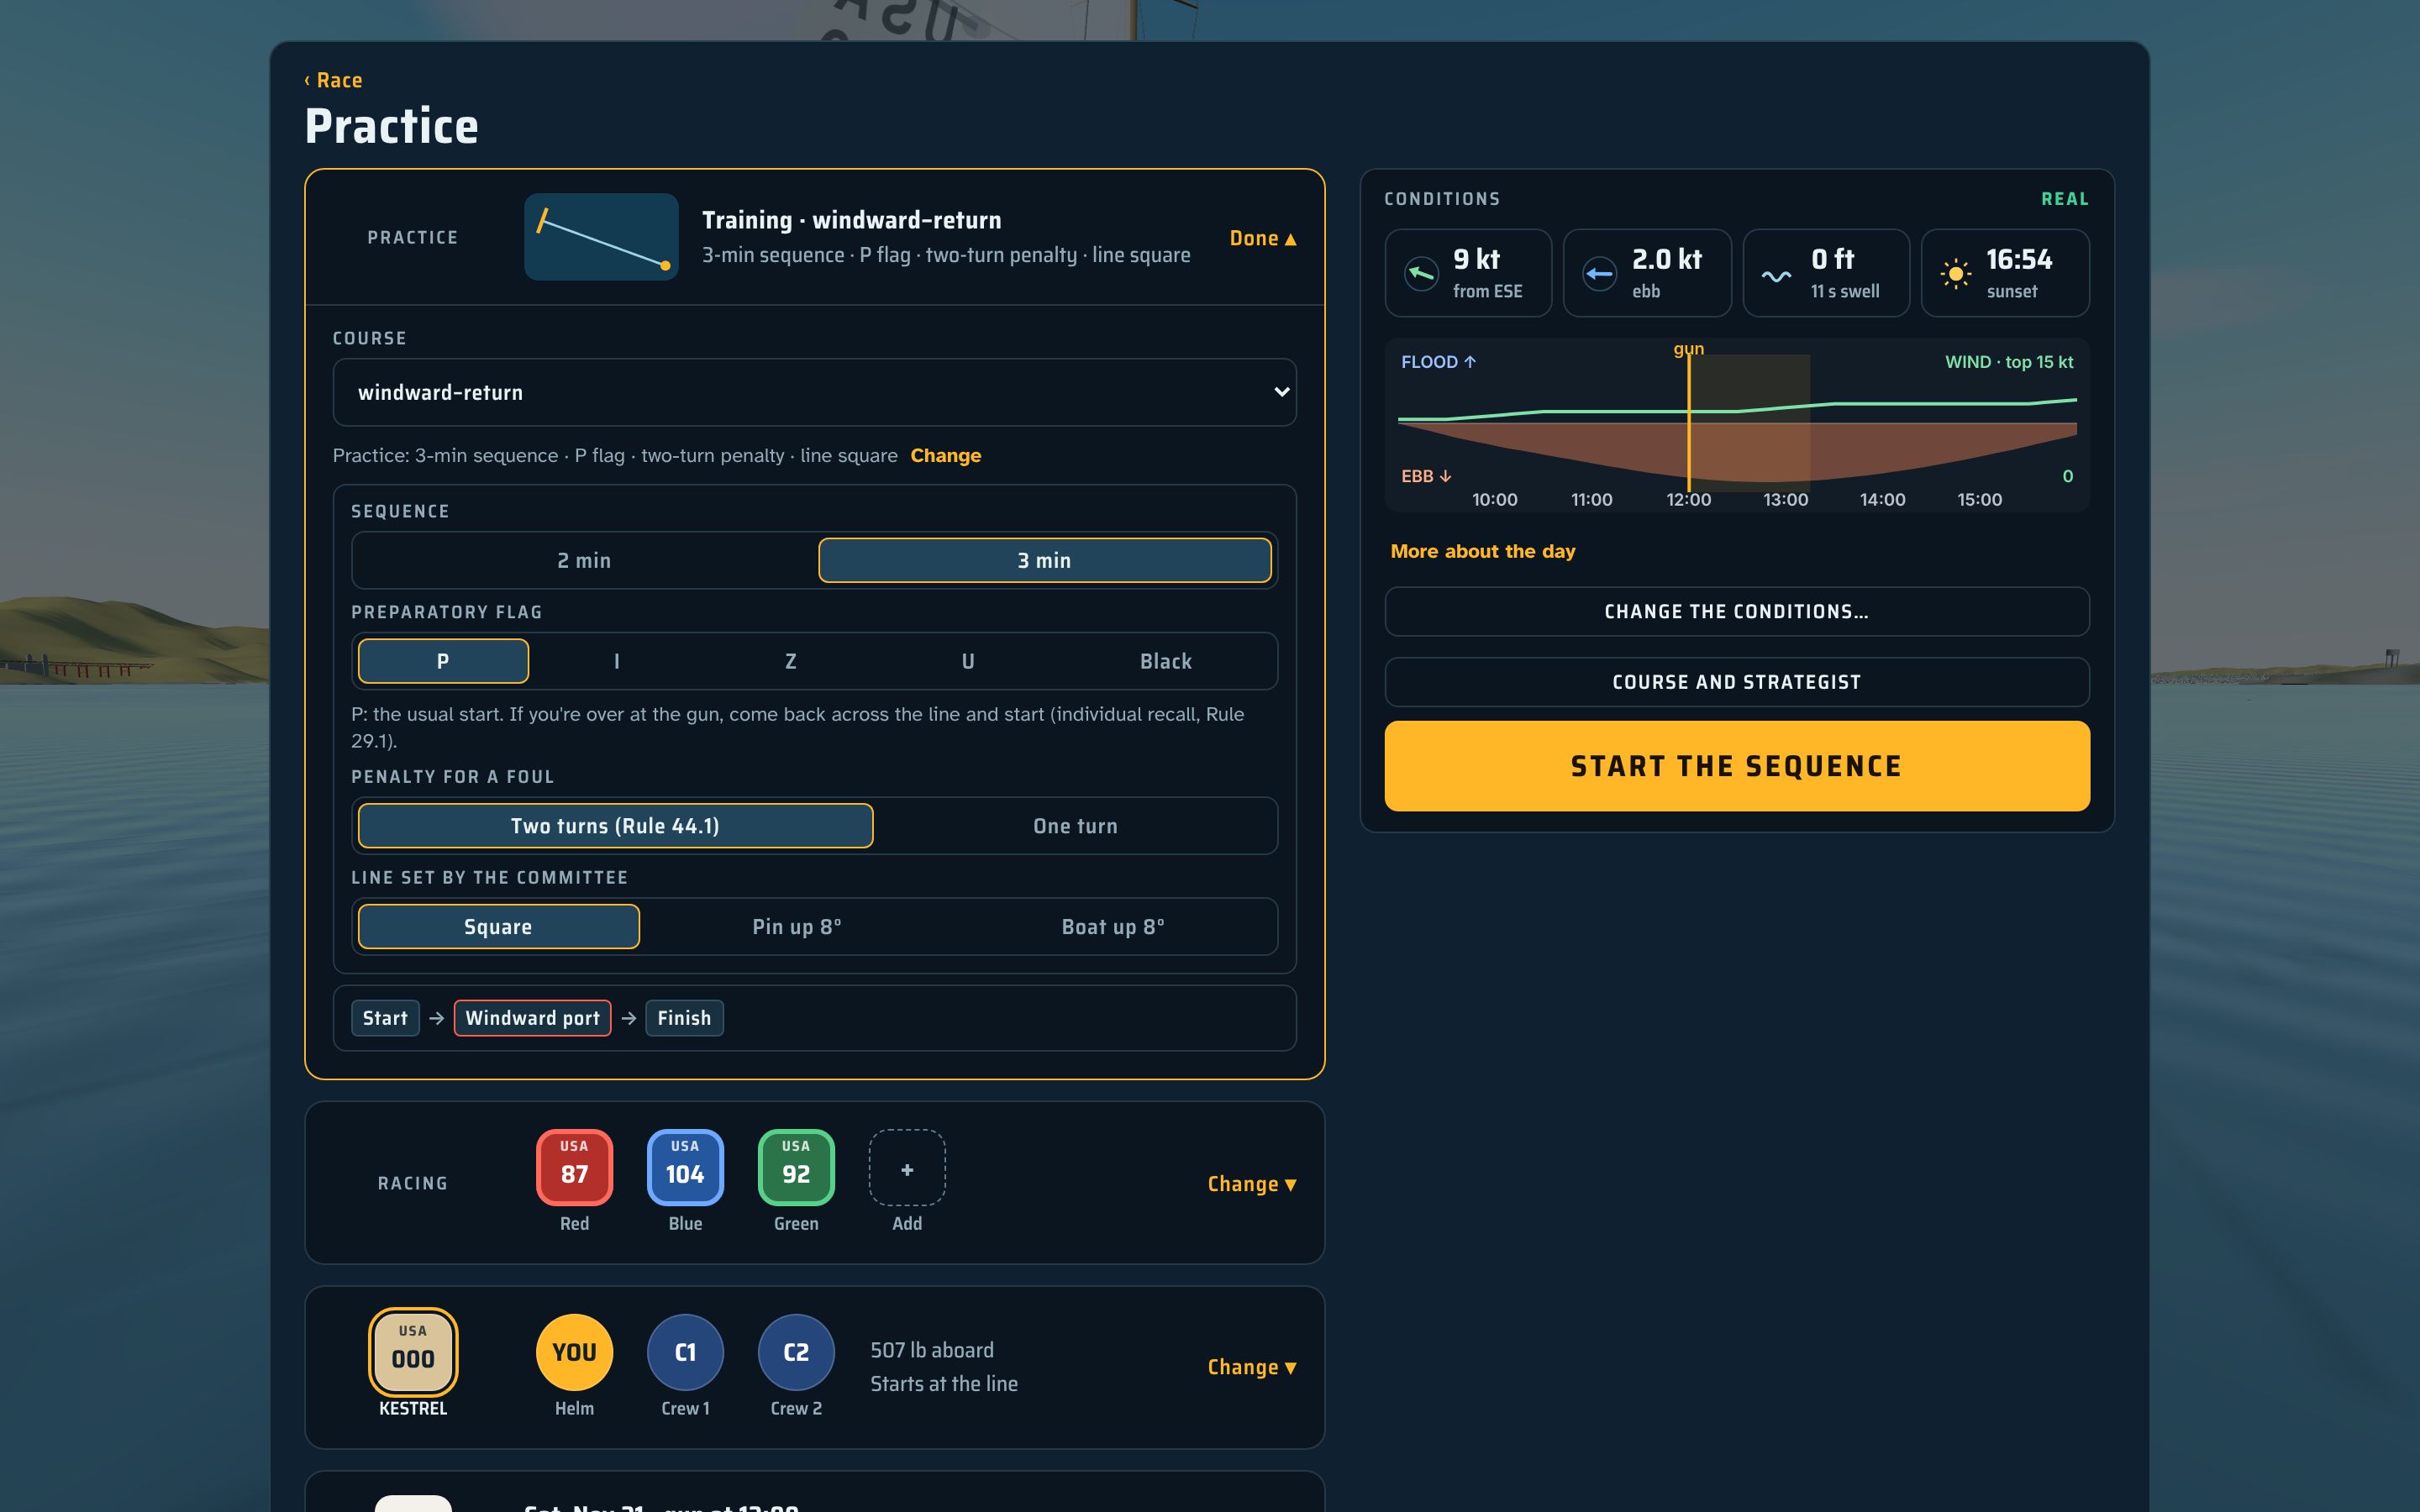 USA
‹ Race
Practice
PRACTICE
Training · windward–return
3-min sequence · P flag · two-turn penalty · line square
Done ▴
COURSE
windward–return
Practice: 3-min sequence · P flag · two-turn penalty · line square Change
SEQUENCE
2 min
3 min
PREPARATORY FLAG
P
I
Z
U
Black
P: the usual start. If you're over at the gun, come back across the line and start (individual recall, Rule
29.1).
PENALTY FOR A FOUL
Two turns (Rule 44.1)
One turn
LINE SET BY THE COMMITTEE
Square
Pin up 8°
Boat up 8°
Start → Windward port → Finish
RACING
USA
87
Red
USA
104
Blue
USA
92
Green
+
Add
Change ▾
USA
000
KESTREL
YOU
Helm
C1
Crew 1
C2
Crew 2
507 lb aboard
Starts at the line
Change ▾
CONDITIONS
REAL
9 kt
from ESE
2.0 kt
ebb
0 ft
11 s swell
16:54
sunset
FLOOD ↑
gun
WIND · top 15 kt
EBB ↓
0
10:00
11:00
12:00
13:00
14:00
15:00
More about the day
CHANGE THE CONDITIONS...
COURSE AND STRATEGIST
START THE SEQUENCE